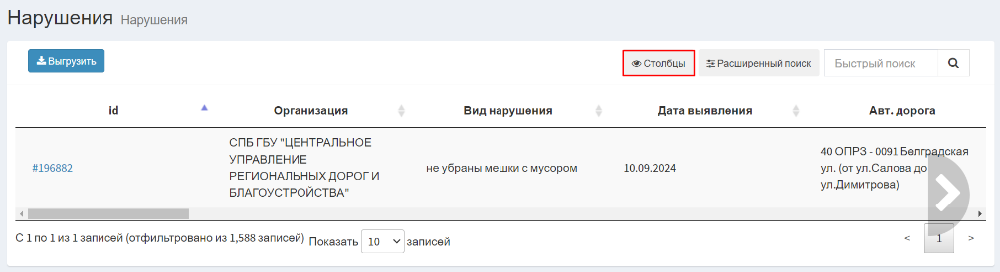 Нарушения Нарушения
Выгрузить
Столбцы
Расширенный поиск
Быстрый поиск
id Организация Вид нарушения Дата выявления Авт. дорога
#196882
СПБ ГБУ "ЦЕНТРАЛЬНОЕ
УПРАВЛЕНИЕ
РЕГИОНАЛЬНЫХ ДОРОГ И
БЛАГОУСТРОЙСТВА"
не убраны мешки с мусором
10.09.2024
40 ОПРЗ - 0091 Белградская
ул. (от ул.Салова до
ул.Димитрова)
С 1 по 1 из 1 записей (отфильтровано из 1,588 записей) Показать 10 записей
< 1 >